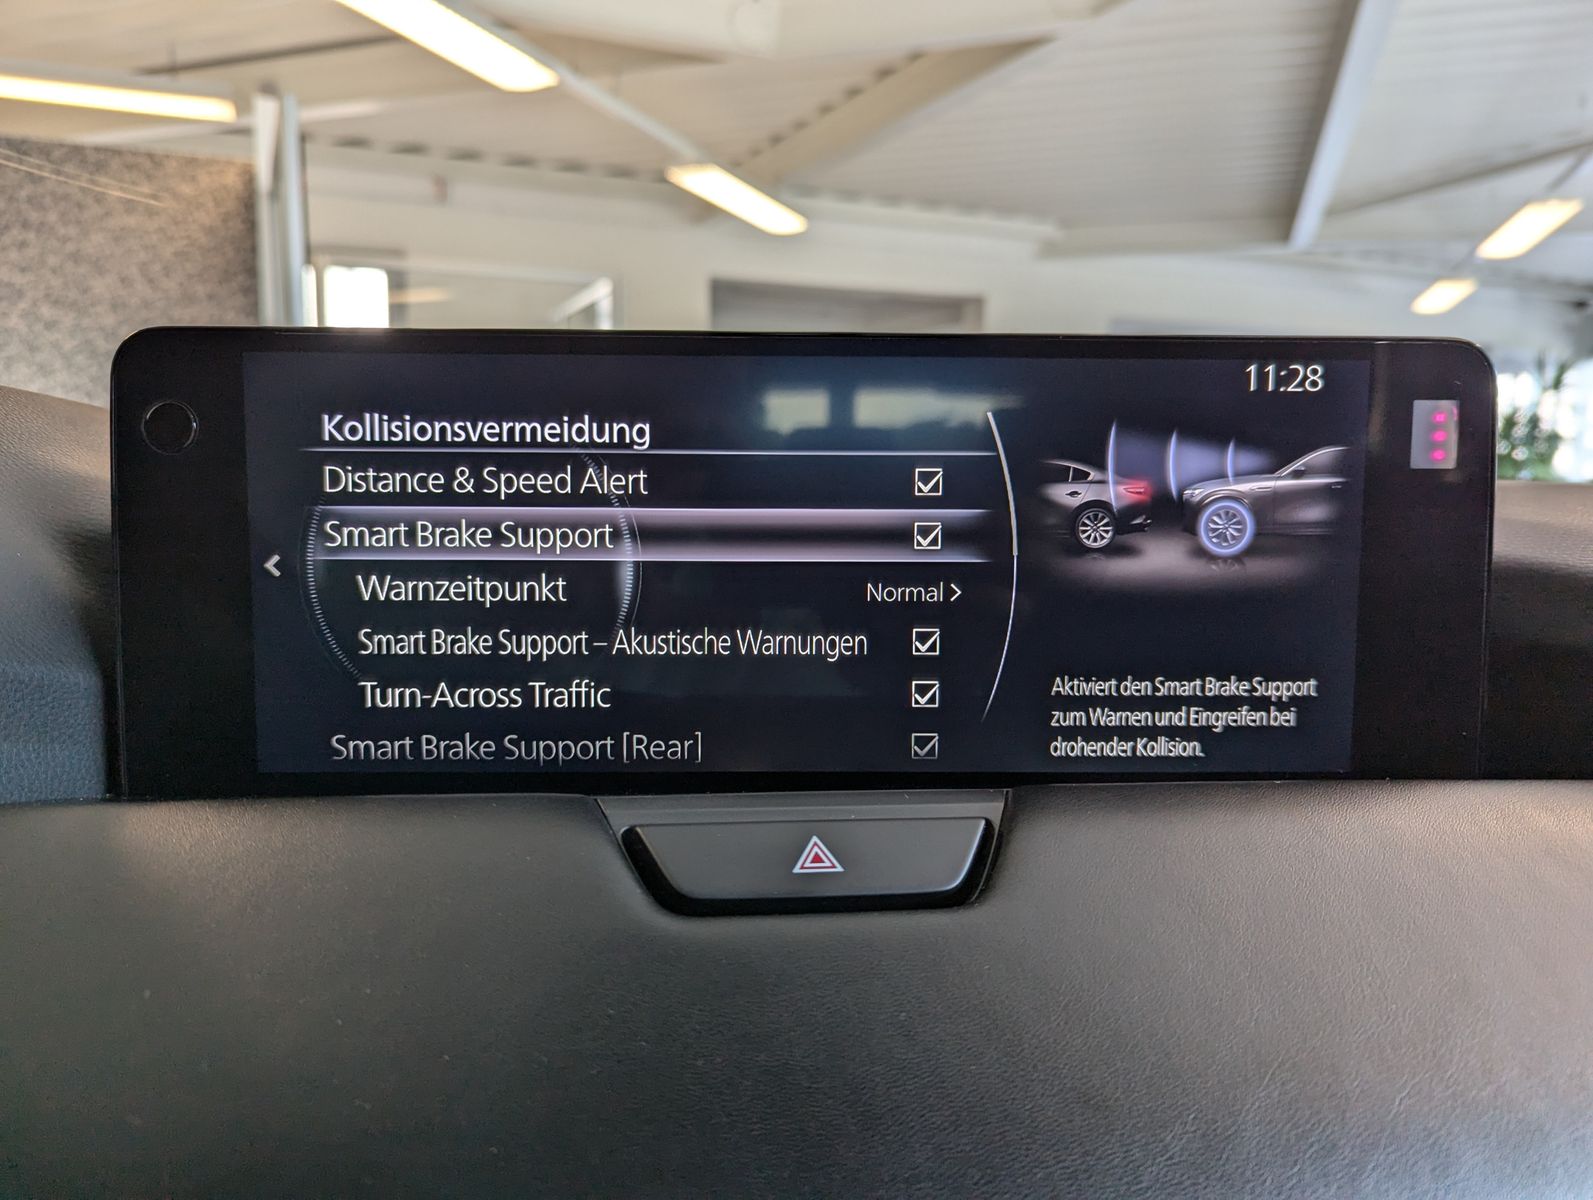 11:28
Kollisionsvermeidung
Distance & Speed Alert
Smart Brake Support
Warnzeitpunkt Normal >
Smart Brake Support – Akustische Warnungen
Turn-Across Traffic
Smart Brake Support [Rear]
Aktiviert den Smart Brake Support
zum Warnen und Eingreifen bei
drohender Kollision.